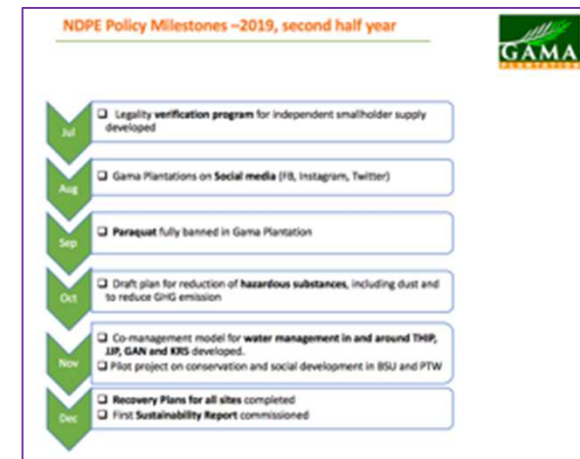 NDPE Policy Milestones –2019, second half year
GAMA
PLANTATION
Jul
❑ Legality verification program for independent smallholder supply
developed
Aug
❑ Gama Plantations on Social media (FB, Instagram, Twitter)
Sep
❑ Paraquat fully banned in Gama Plantation
Oct
❑ Draft plan for reduction of hazardous substances, including dust and
to reduce GHG emission
Nov
❑ Co-management model for water management in and around THIP,
JJP, GAN and KRS developed.
❑ Pilot project on conservation and social development in BSU and PTW
Dec
❑ Recovery Plans for all sites completed
❑ First Sustainability Report commissioned